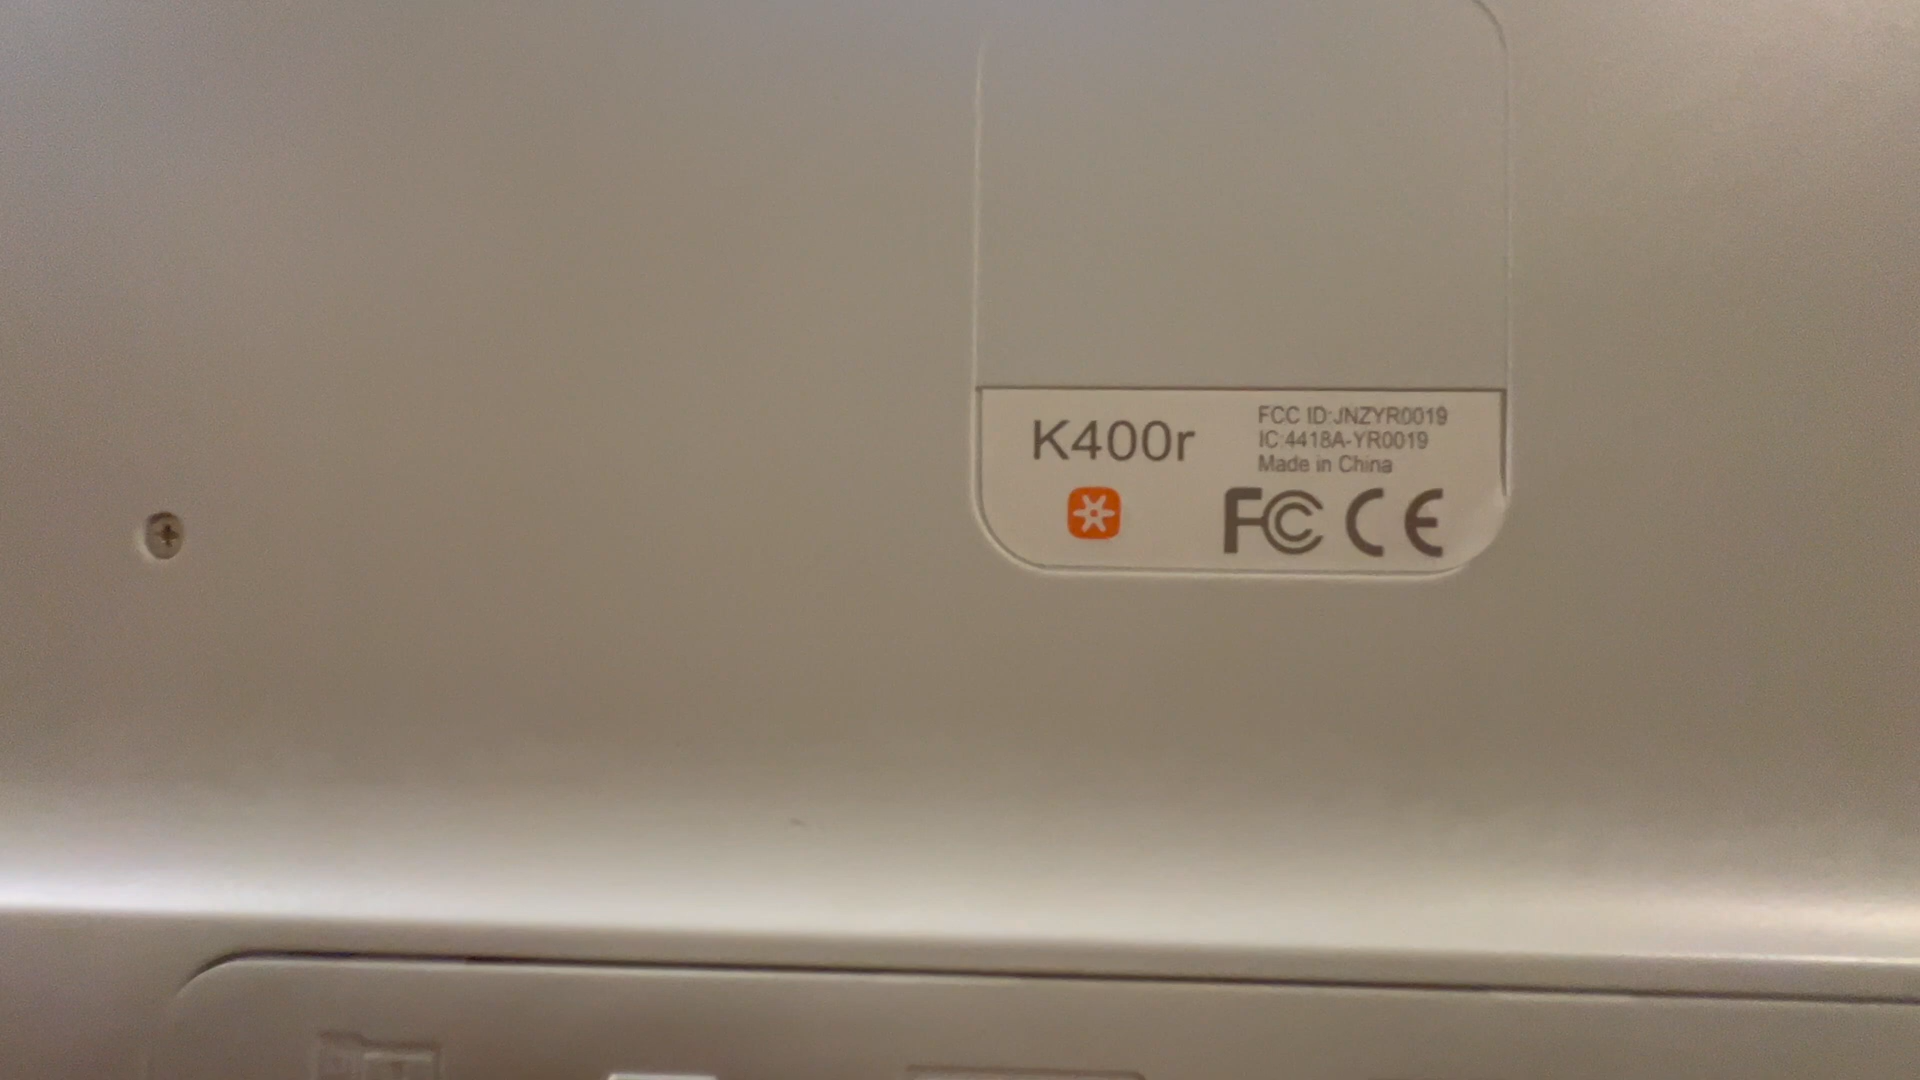 K400r
FCC ID:JNZYR0019
IC:4418A-YR0019
Made in China
FC CE